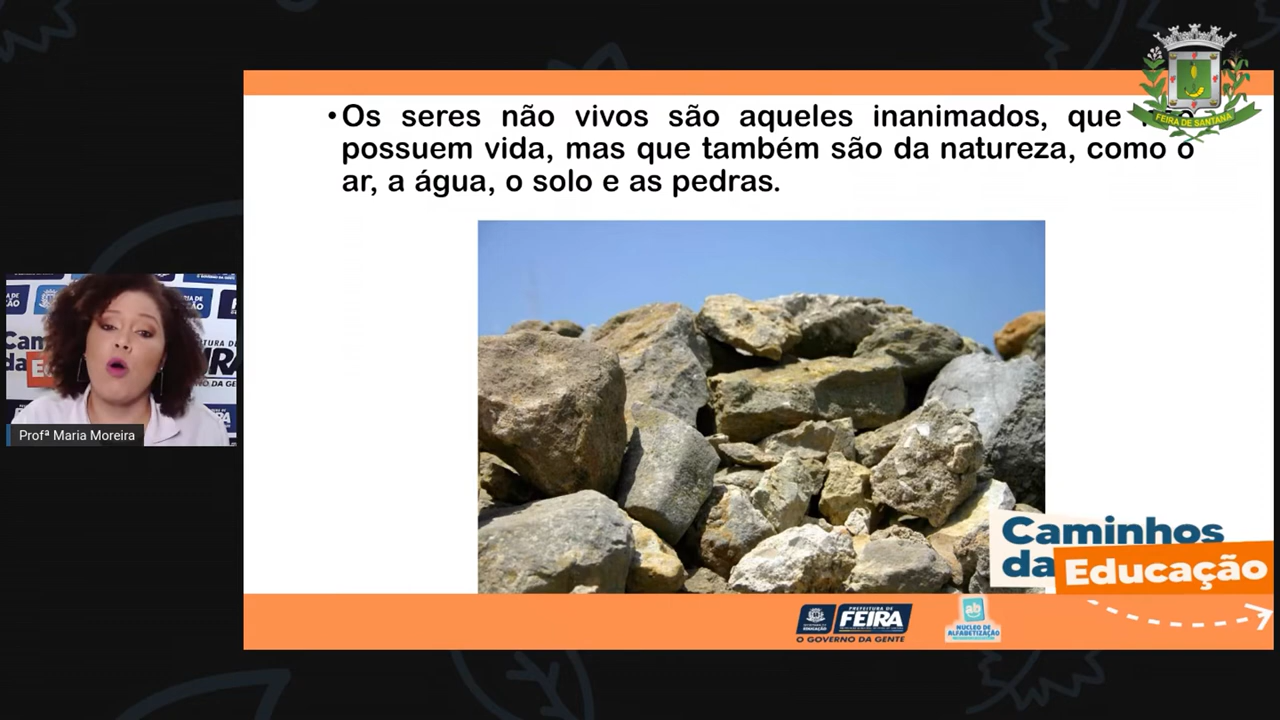 FEIRA DE SANTANA
•Os seres não vivos são aqueles inanimados, que
possuem vida, mas que também são da natureza, como o
ar, a água, o solo e as pedras.
Profª Maria Moreira
Caminhos
da Educação
PREFEITURA DE
FEIRA
EDUCAÇÃO
O GOVERNO DA GENTE
ab
NÚCLEO DE
ALFABETIZAÇÃO